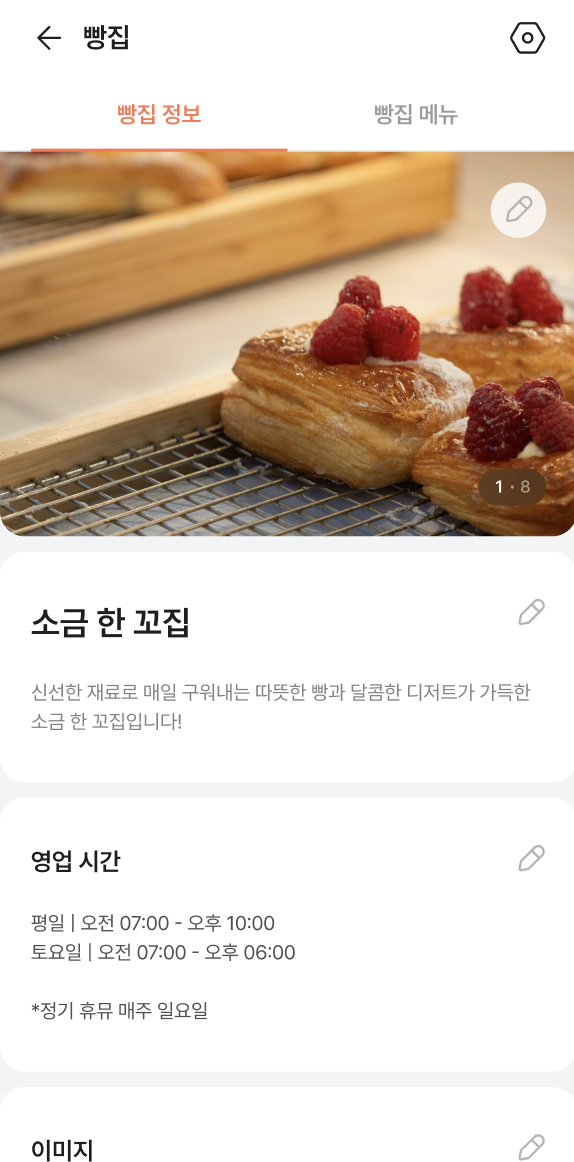 빵집
빵집 정보
빵집 메뉴
1 · 8
소금 한 꼬집
신선한 재료로 매일 구워내는 따뜻한 빵과 달콤한 디저트가 가득한
소금 한 꼬집입니다!
영업 시간
평일 | 오전 07:00 - 오후 10:00
토요일 | 오전 07:00 - 오후 06:00
*정기 휴뮤 매주 일요일
이미지